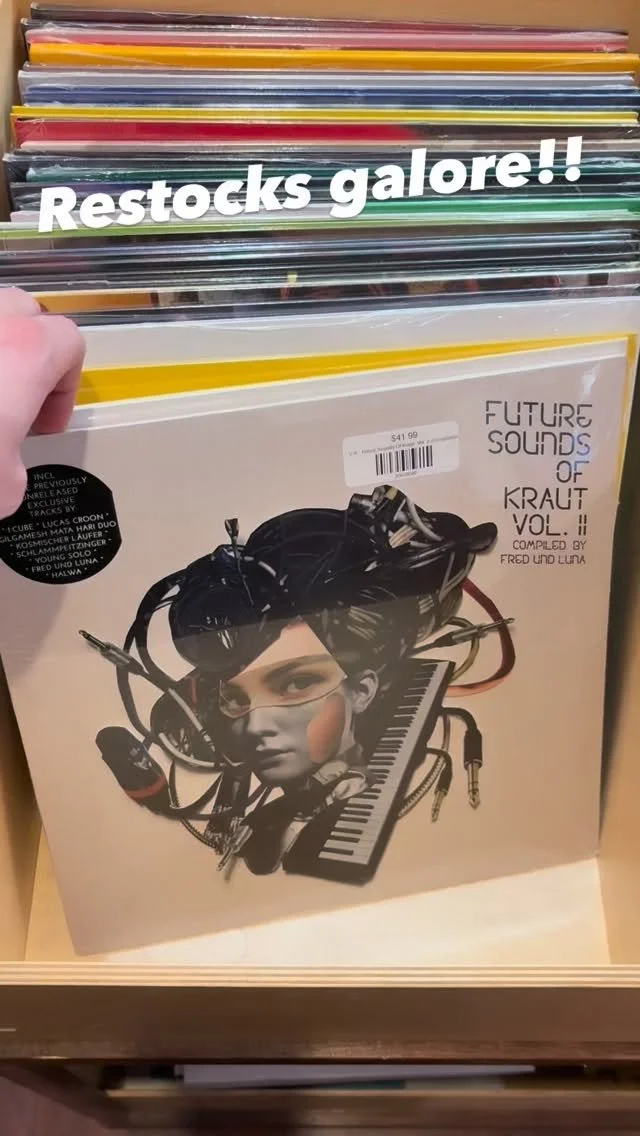 Restocks galore!!
$41.99
FUTURE
SOUNDS
OF
KRAUT
VOL. II
COMPILED BY
FRED UND LUNA
INCL
PREVIOUSLY
UNRELEASED
EXCLUSIVE
TRACKS BY
I:CUBE * LUCAS CROON *
GILGAMESH MATA HARI DUO
* KOSMISCHER LÄUFER *
SCHLAMMPEITZINGER
* YOUNG SOLO *
FRED UND LUNA *
HALWA *